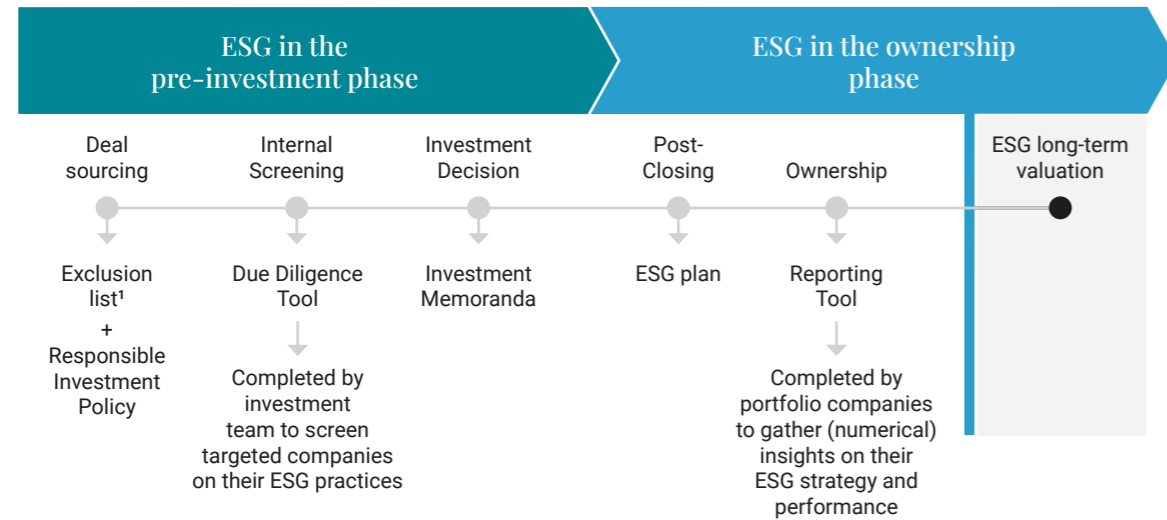 ESG in the
pre-investment phase
ESG in the ownership
phase
Deal
sourcing
Internal
Screening
Investment
Decision
Post-
Closing
Ownership
ESG long-term
valuation
Exclusion
list¹
+
Responsible
Investment
Policy
Due Diligence
Tool
Completed by
investment
team to screen
targeted companies
on their ESG practices
Investment
Memoranda
ESG plan
Reporting
Tool
Completed by
portfolio companies
to gather (numerical)
insights on their
ESG strategy and
performance